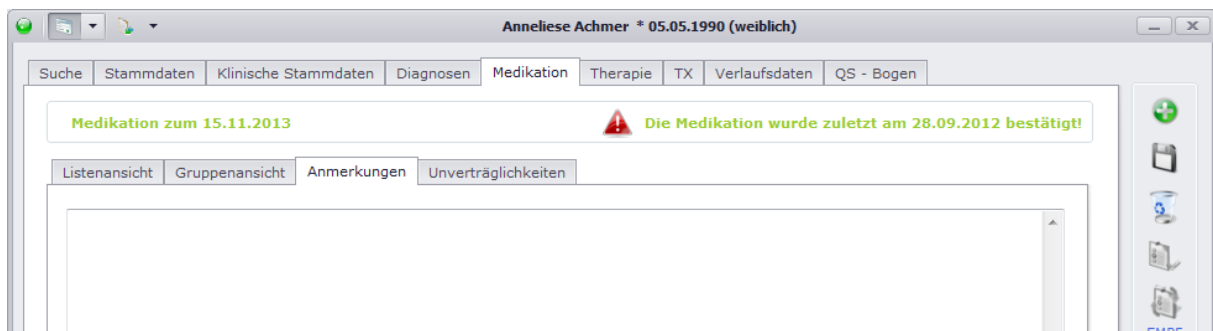 Anneliese Achmer * 05.05.1990 (weiblich)
Suche Stammdaten Klinische Stammdaten Diagnosen Medikation Therapie TX Verlaufsdaten QS - Bogen
Medikation zum 15.11.2013 Die Medikation wurde zuletzt am 28.09.2012 bestätigt!
Listenansicht Gruppenansicht Anmerkungen Unverträglichkeiten